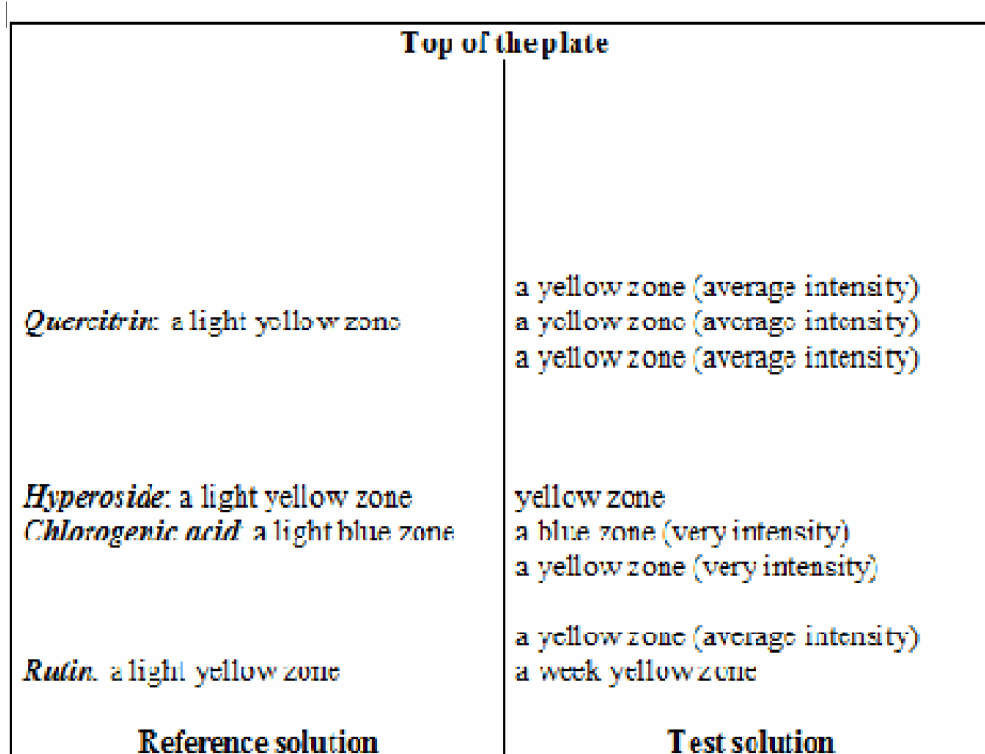 Top of the plate
a yellow zone (average intensity)
Quercitrin: a light yellow zone a yellow zone (average intensity)
a yellow zone (average intensity)
Hyperoside: a light yellow zone yellow zone
Chlorogenic acid: a light blue zone a blue zone (very intensity)
a yellow zone (very intensity)
a yellow zone (average intensity)
Rutin: a light yellow zone a week yellow zone
Reference solution Test solution